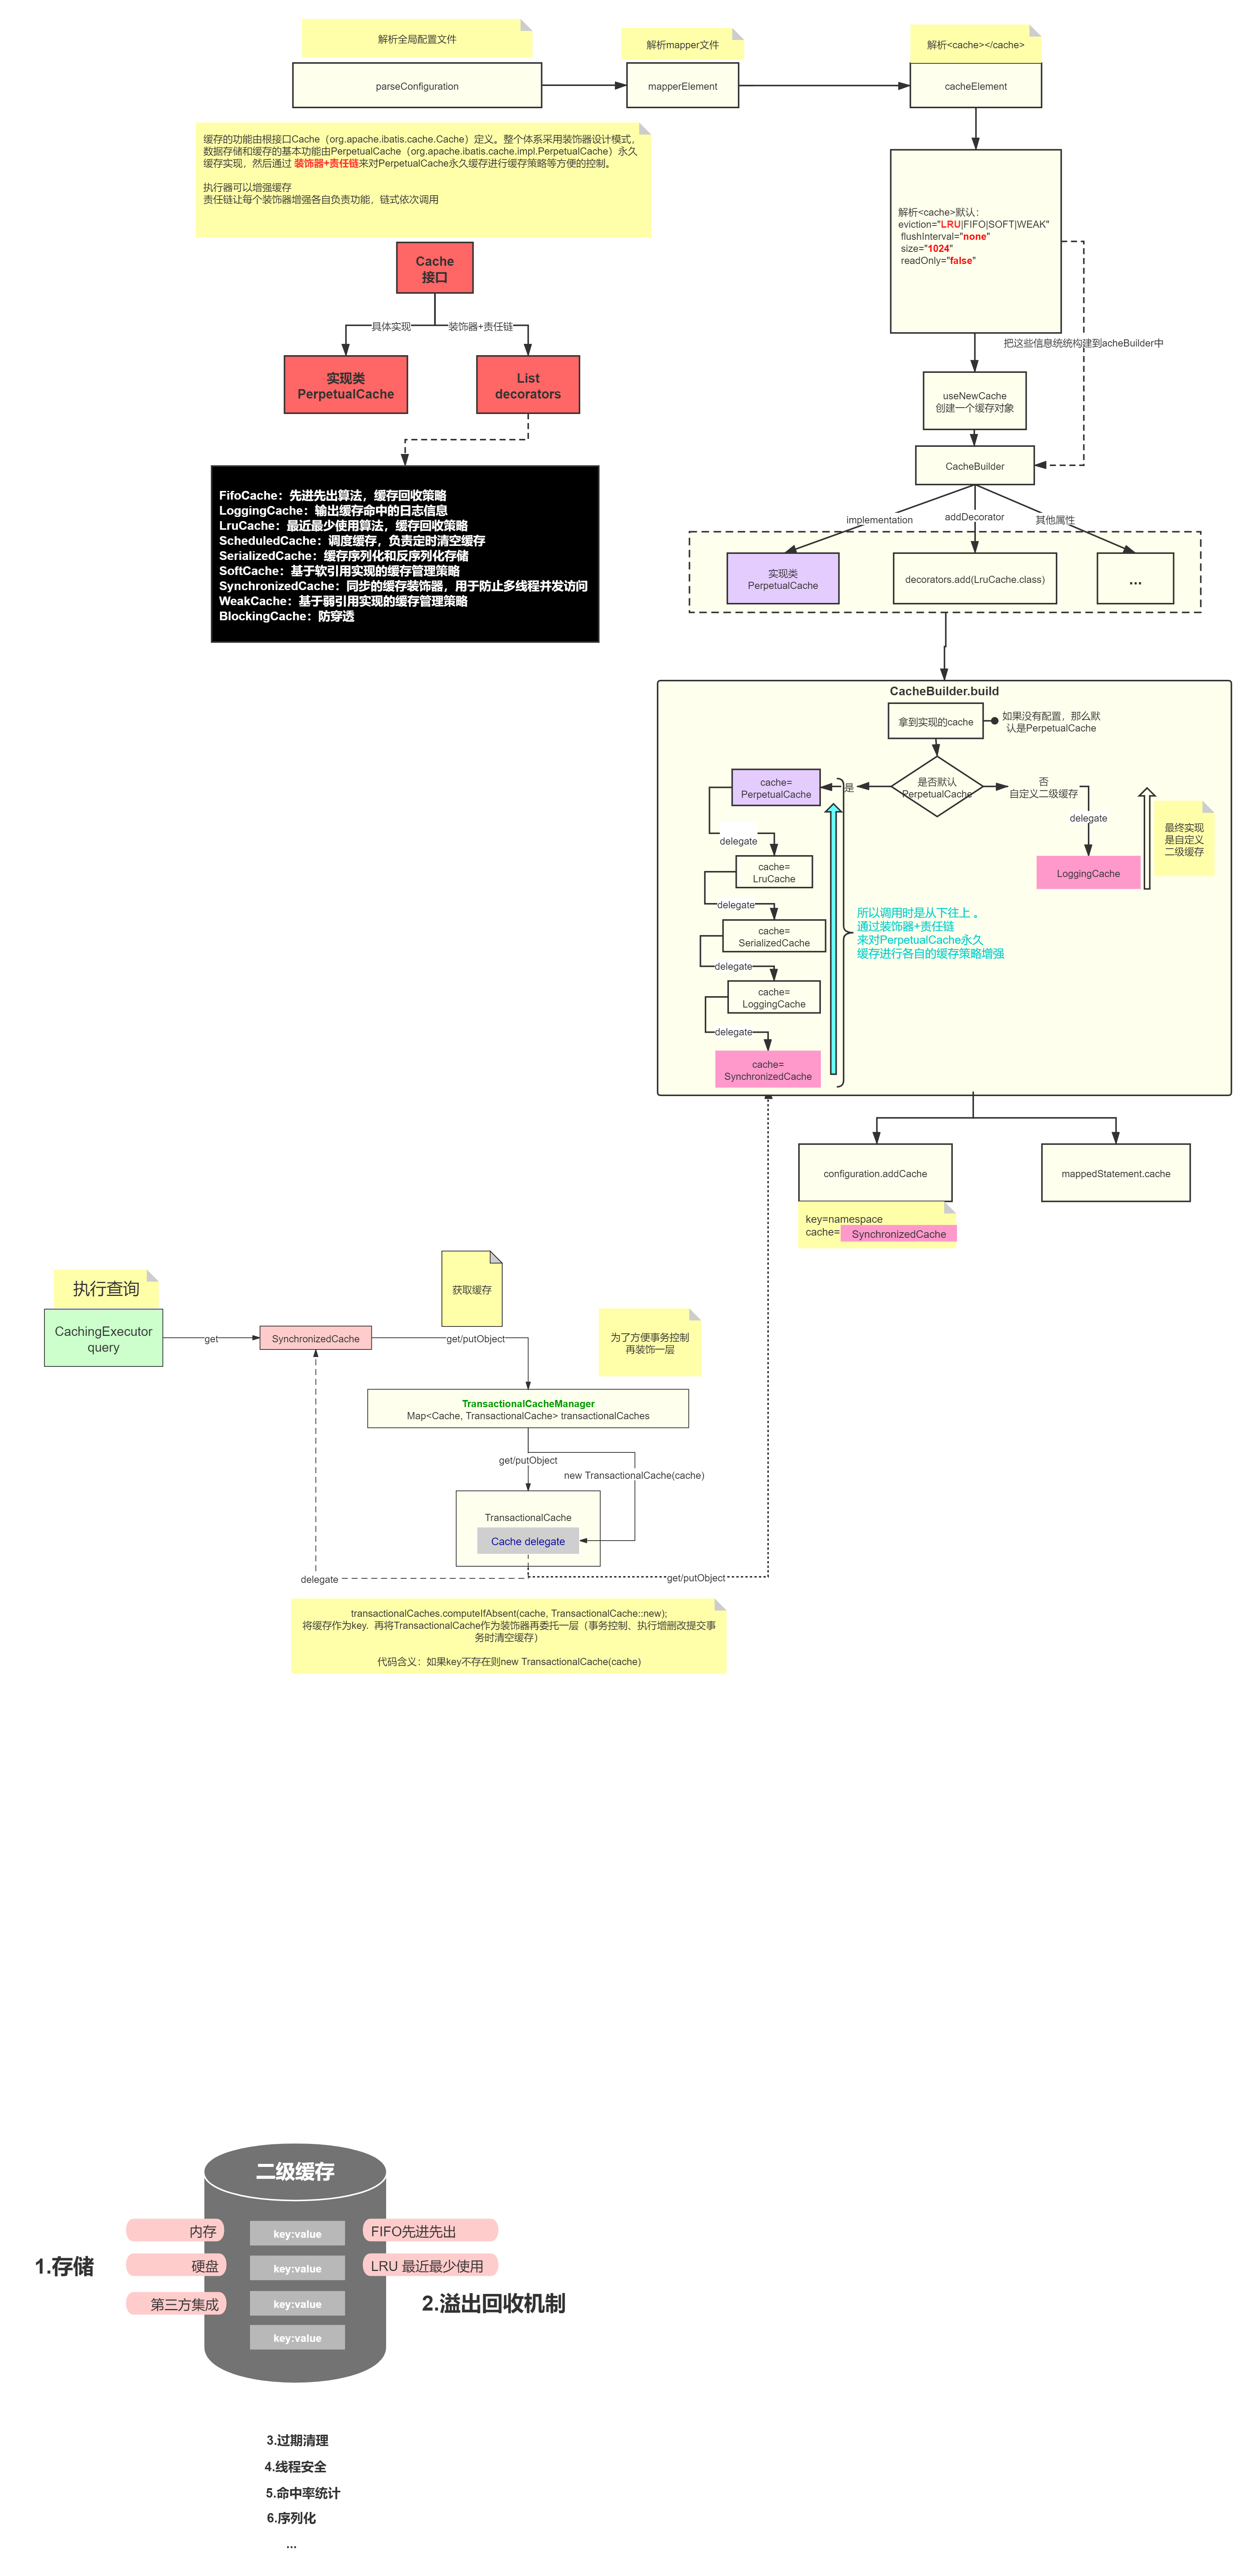 解析全局配置文件
解析mapper文件
解析<cache></cache>
parseConfiguration
mapperElement
cacheElement
缓存的功能由根接口Cache（org.apache.ibatis.cache.Cache）定义。整个体系采用装饰器设计模式，
数据存储和缓存的基本功能由PerpetualCache（org.apache.ibatis.cache.impl.PerpetualCache）永久
缓存实现，然后通过 装饰器+责任链来对PerpetualCache永久缓存进行缓存策略等方便的控制。
执行器可以增强缓存
责任链让每个装饰器增强各自负责功能，链式依次调用
Cache
接口
具体实现
装饰器+责任链
实现类
PerpetualCache
List
decorators
FifoCache：先进先出算法，缓存回收策略
LoggingCache：输出缓存命中的日志信息
LruCache：最近最少使用算法，缓存回收策略
ScheduledCache：调度缓存，负责定时清空缓存
SerializedCache：缓存序列化和反序列化存储
SoftCache：基于软引用实现的缓存管理策略
SynchronizedCache：同步的缓存装饰器，用于防止多线程并发访问
WeakCache：基于弱引用实现的缓存管理策略
BlockingCache：防穿透
解析<cache>默认：
eviction="LRU|FIFO|SOFT|WEAK"
flushInterval="none"
size="1024"
readOnly="false"
把这些信息统统构建到acheBuilder中
useNewCache
创建一个缓存对象
CacheBuilder
implementation
addDecorator
其他属性
实现类
PerpetualCache
decorators.add(LruCache.class)
...
CacheBuilder.build
拿到实现的cache
如果没有配置，那么默
认是PerpetualCache
是否默认
PerpetualCache
是
否
自定义二级缓存
cache=
PerpetualCache
delegate
cache=
LruCache
delegate
cache=
SerializedCache
delegate
cache=
LoggingCache
delegate
cache=
SynchronizedCache
delegate
LoggingCache
最终实现
是自定义
二级缓存
所以调用时是从下往上 。
通过装饰器+责任链
来对PerpetualCache永久
缓存进行各自的缓存策略增强
configuration.addCache
mappedStatement.cache
key=namespace
cache=
SynchronizedCache
执行查询
CachingExecutor
query
get
SynchronizedCache
获取缓存
get/putObject
为了方便事务控制
再装饰一层
TransactionalCacheManager
Map<Cache, TransactionalCache> transactionalCaches
get/putObject
new TransactionalCache(cache)
TransactionalCache
Cache delegate
delegate
get/putObject
transactionalCaches.computeIfAbsent(cache, TransactionalCache::new);
将缓存作为key. 再将TransactionalCache作为装饰器再委托一层（事务控制、执行增删改提交事
务时清空缓存）
代码含义：如果key不存在则new TransactionalCache(cache)
二级缓存
内存
key:value
FIFO先进先出
1.存储
硬盘
key:value
LRU 最近最少使用
第三方集成
key:value
2.溢出回收机制
key:value
3.过期清理
4.线程安全
5.命中率统计
6.序列化
...